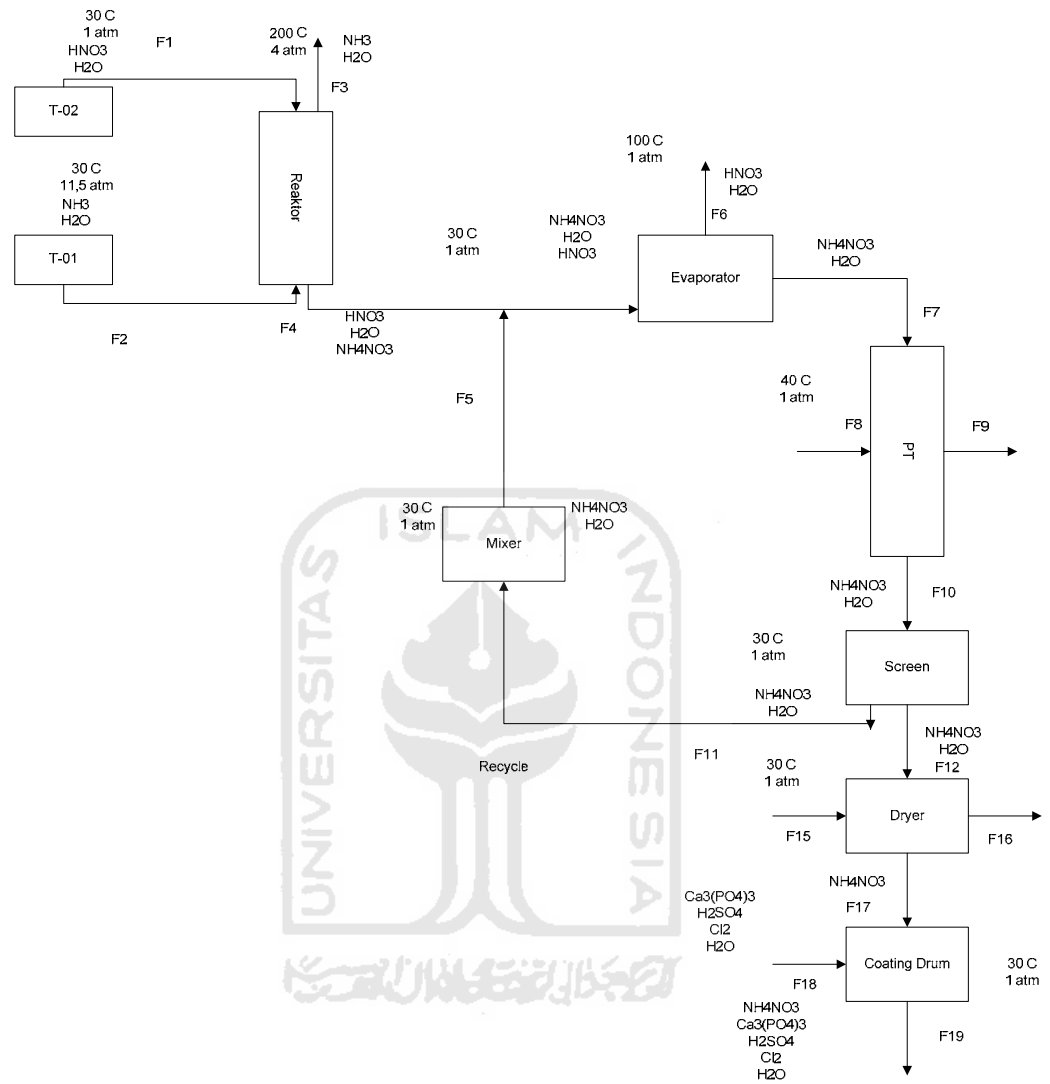 30 C
1 atm
HNO3
H2O
F1
T-02
200 C
4 atm
NH3
H2O
F3
30 C
11,5 atm
NH3
H2O
T-01
F2
Reaktor
F4
HNO3
H2O
NH4NO3
30 C
1 atm
NH4NO3
H2O
HNO3
100 C
1 atm
HNO3
H2O
F6
Evaporator
NH4NO3
H2O
F7
40 C
1 atm
F8
PT
F9
F5
30 C
1 atm
NH4NO3
H2O
Mixer
NH4NO3
H2O
F10
30 C
1 atm
Screen
NH4NO3
H2O
F11
Recycle
NH4NO3
H2O
F12
30 C
1 atm
Dryer
F15
F16
NH4NO3
F17
Ca3(PO4)3
H2SO4
Cl2
H2O
F18
Coating Drum
30 C
1 atm
NH4NO3
Ca3(PO4)3
H2SO4
Cl2
H2O
F19
UNIVERSITAS
ISLAM
INDONESIA